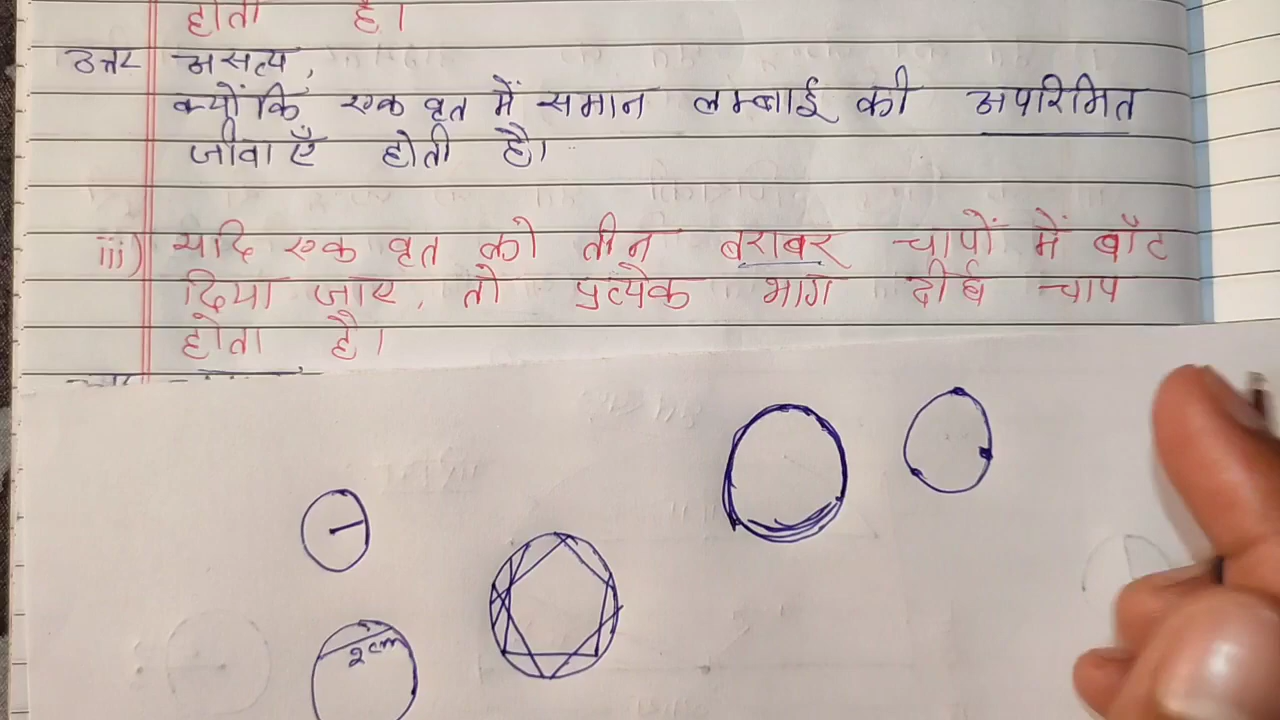 होता है।
उत्तर असत्य,
क्योंकि एक वृत में समान लम्बाई की अपरिमित
जीवाएँ होती है।
iii) यदि एक वृत को तीन बराबर चापों में बाँट
दिया जाए, तो प्रत्येक भाग दीर्घ चाप
होता है।
2cm